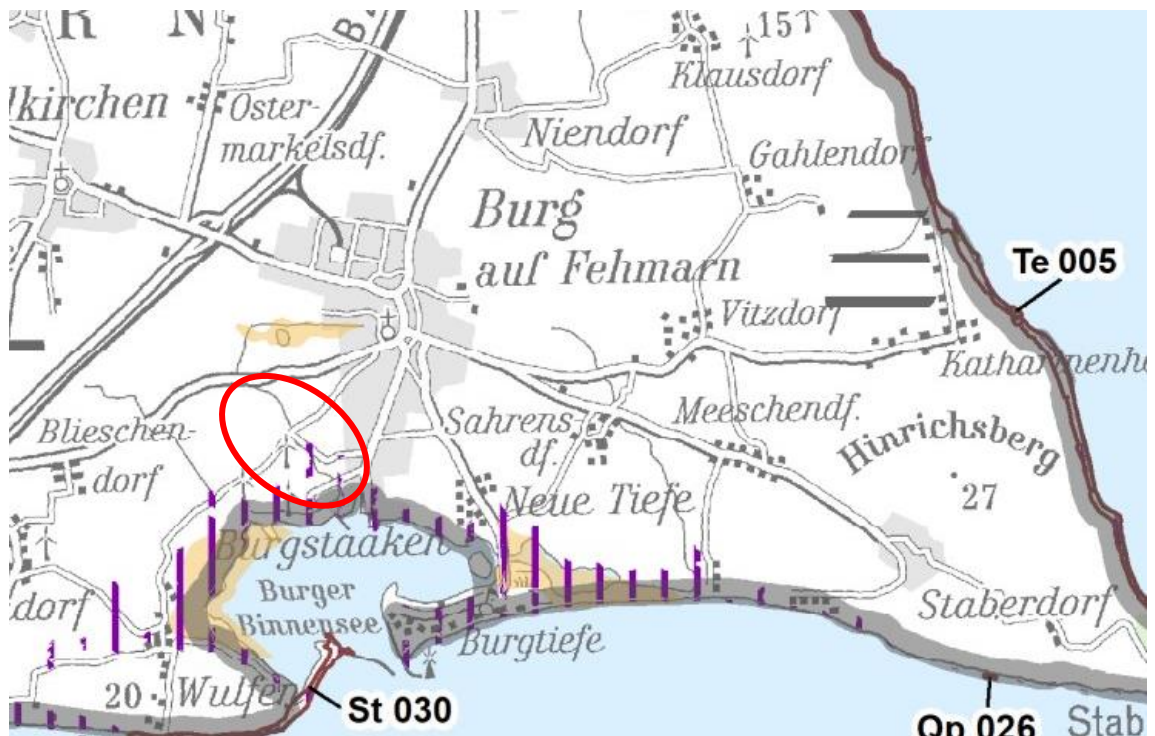 R N
B
15
Klausdorf
lkirchen
Oster-
markelsdf.
Niendorf
Gahlendorf
Burg
auf Fehmarn
Te 005
Vitzdorf
Katharinenh
Blieschen-
dorf
Sahrens-
df.
Meeschendf.
Hinrichsberg
27
Neue Tiefe
Burgstaaken
Burger
Binnensee
dorf
Staberdorf
Burgtiefe
20
Wulfen
St 030
Op 026
Stab